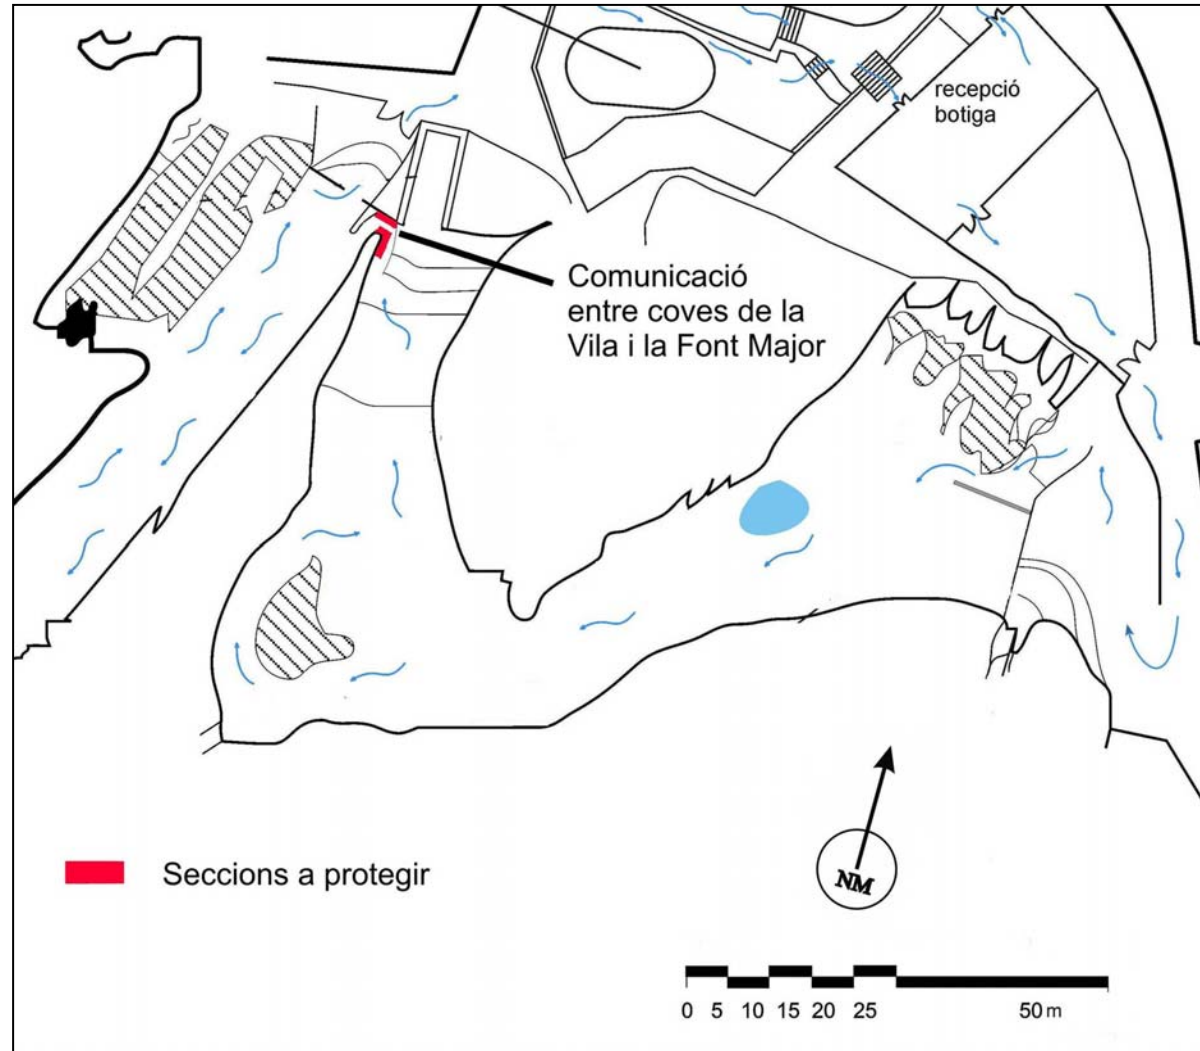 recepció
botiga
Comunicació
entre coves de la
Vila i la Font Major
Seccions a protegir
NM
0 5 10 15 20 25 50 m